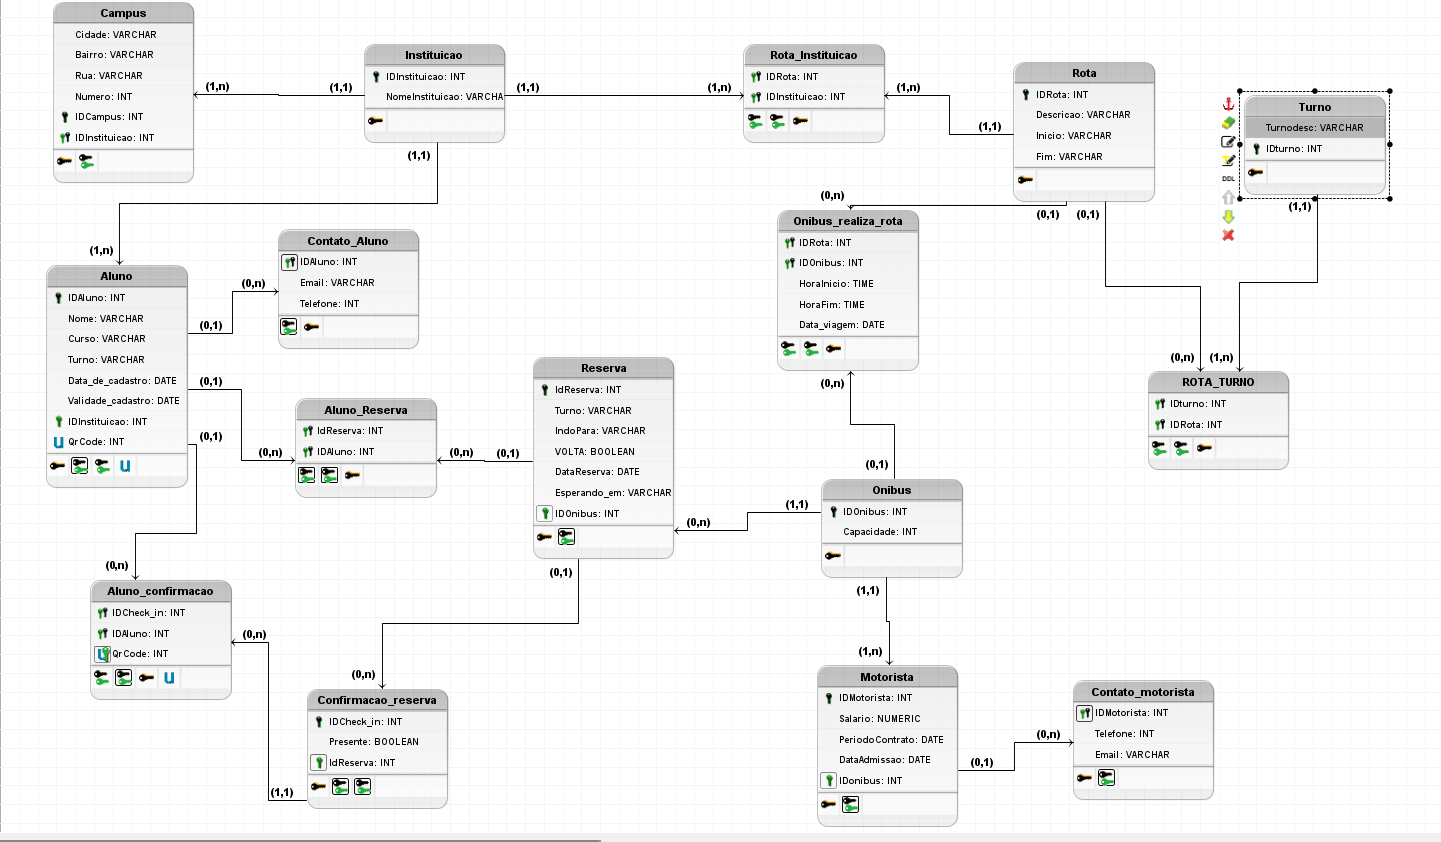 Campus
Cidade: VARCHAR
Bairro: VARCHAR
Rua: VARCHAR
Numero: INT
IDCampus: INT
IDInstituicao: INT
(1,n)
(1,1)
Instituicao
IDInstituicao: INT
NomeInstituicao: VARCHA
(1,1)
(1,n)
(1,1)
Rota_Instituicao
IDRota: INT
IDInstituicao: INT
(1,n)
(1,1)
Rota
IDRota: INT
Descricao: VARCHAR
Inicio: VARCHAR
Fim: VARCHAR
(0,1)
(0,1)
Turno
Turnodesc: VARCHAR
IDturno: INT
DDL
(1,1)
(1,n)
Aluno
IDAluno: INT
Nome: VARCHAR
Curso: VARCHAR
Turno: VARCHAR
Data_de_cadastro: DATE
Validade_cadastro: DATE
IDInstituicao: INT
U QrCode: INT
U
(0,1)
(0,n)
(0,1)
(0,n)
(0,1)
(0,n)
Contato_Aluno
IDAluno: INT
Email: VARCHAR
Telefone: INT
Aluno_Reserva
IdReserva: INT
IDAluno: INT
(0,n)
(0,1)
Reserva
IdReserva: INT
Turno: VARCHAR
IndoPara: VARCHAR
VOLTA: BOOLEAN
DataReserva: DATE
Esperando_em: VARCHAR
IDOnibus: INT
(0,n)
(1,1)
(0,1)
(0,n)
Onibus_realiza_rota
IDRota: INT
IDOnibus: INT
HoraInicio: TIME
HoraFim: TIME
Data_viagem: DATE
(0,n)
(0,1)
(0,n)
(1,n)
ROTA_TURNO
IDturno: INT
IDRota: INT
Onibus
IDOnibus: INT
Capacidade: INT
(1,1)
(1,n)
Aluno_confirmacao
IDCheck_in: INT
IDAluno: INT
U QrCode: INT
U
(0,n)
(1,1)
(0,n)
Confirmacao_reserva
IDCheck_in: INT
Presente: BOOLEAN
IdReserva: INT
Motorista
IDMotorista: INT
Salario: NUMERIC
PeriodoContrato: DATE
DataAdmissao: DATE
IDonibus: INT
(0,1)
(0,n)
Contato_motorista
IDMotorista: INT
Telefone: INT
Email: VARCHAR